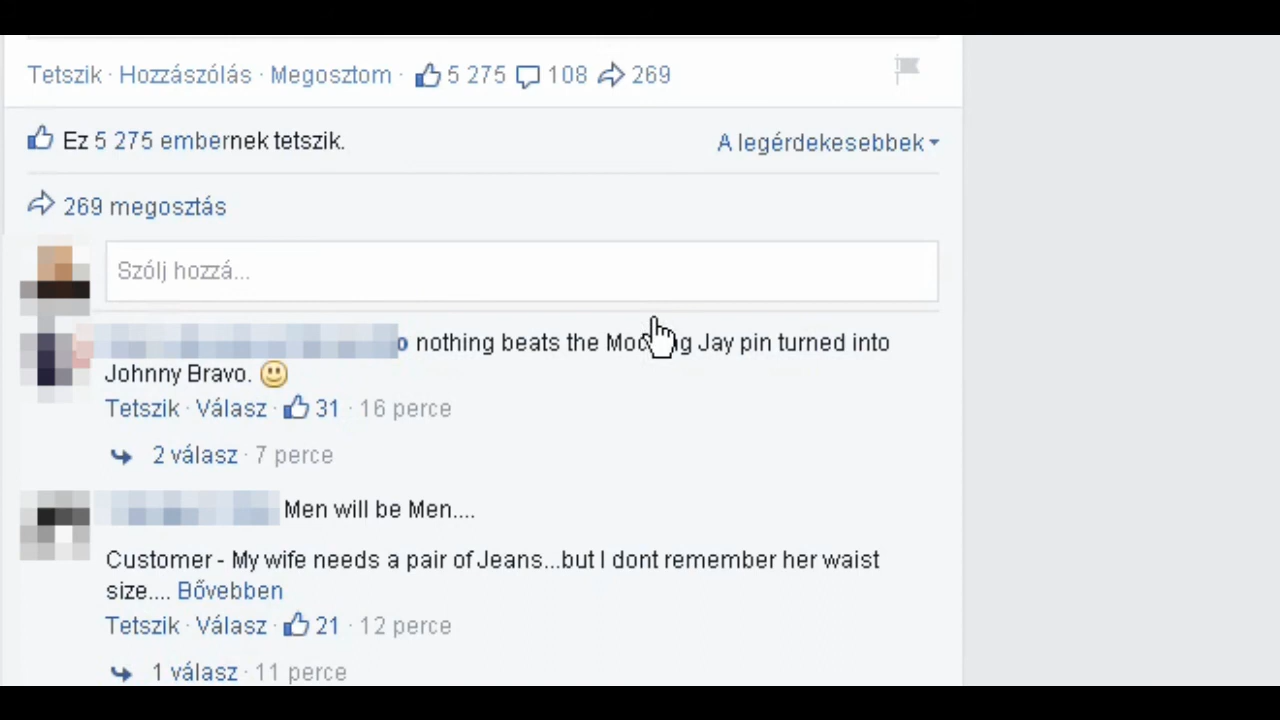 Tetszik · Hozzászólás · Megosztom · 5 275 108 269
Ez 5 275 embernek tetszik.
A legérdekesebbek
269 megosztás
Szólj hozzá...
nothing beats the Jay pin turned into
Johnny Bravo.
Tetszik · Válasz · 31 · 16 perce
2 válasz · 7 perce
Men will be Men....
Customer - My wife needs a pair of Jeans...but I dont remember her waist
size.... Bővebben
Tetszik · Válasz · 21 · 12 perce
1 válasz · 11 perce